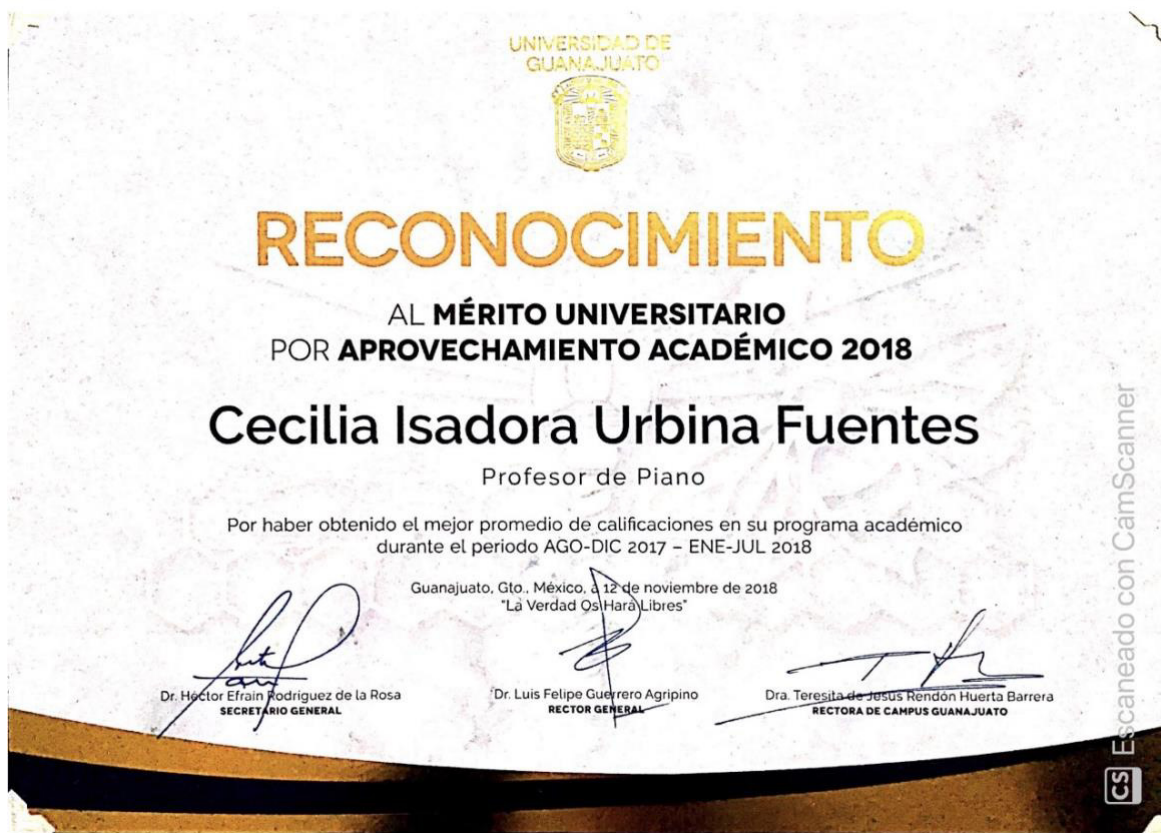 UNIVERSIDAD DE
GUANAJUATO
RECONOCIMIENTO
AL MÉRITO UNIVERSITARIO
POR APROVECHAMIENTO ACADÉMICO 2018
Cecilia Isadora Urbina Fuentes
Profesor de Piano
Por haber obtenido el mejor promedio de calificaciones en su programa académico
durante el periodo AGO-DIC 2017 – ENE-JUL 2018
Guanajuato, Gto., México, a 12 de noviembre de 2018
"La Verdad Os Hará Libres"
Dr. Héctor Efraín Rodríguez de la Rosa
SECRETARIO GENERAL
Dr. Luis Felipe Guerrero Agripino
RECTOR GENERAL
Dra. Teresita de Jesús Rendón Huerta Barrera
RECTORA DE CAMPUS GUANAJUATO
CS Escaneado con CamScanner